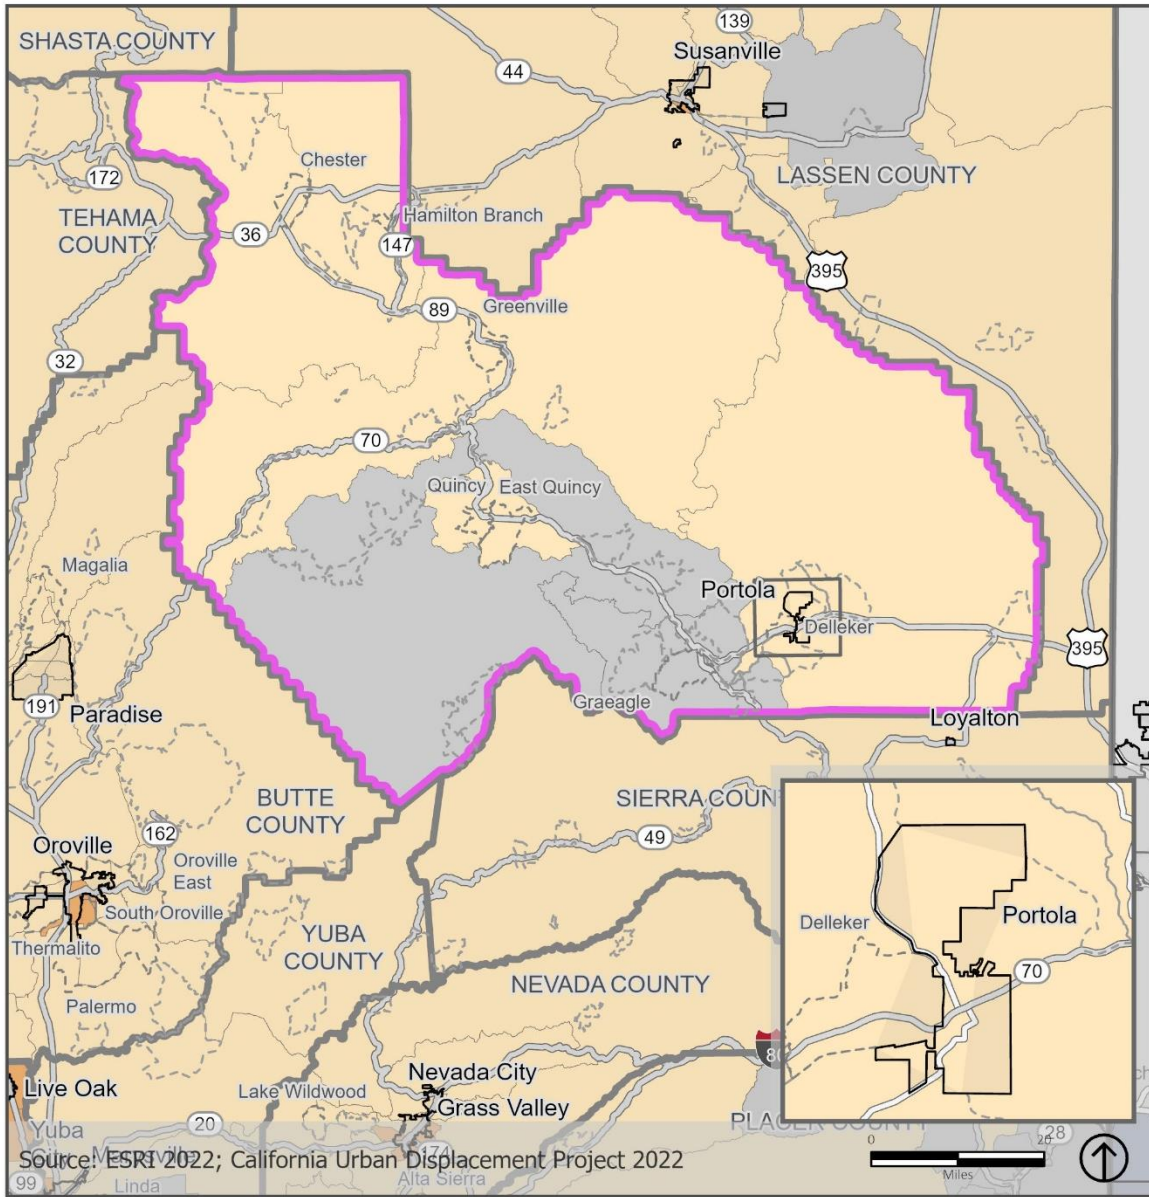 SHASTA COUNTY
139
Susanville
44
Chester
172
LASSEN COUNTY
TEHAMA
COUNTY
Hamilton Branch
36
147
395
Greenville
89
32
70
Quincy
East Quincy
Magalia
Portola
Delleker
395
191
Graeagle
Paradise
Loyalton
BUTTE
COUNTY
SIERRA COUN
162
49
Oroville
Oroville
East
South Oroville
Delleker
Portola
Thermalito
YUBA
COUNTY
70
NEVADA COUNTY
Palermo
80
Nevada City
Live Oak
Lake Wildwood
Grass Valley
20
PLACER COUNTY
Yuba
0
20
28
174
Source: ESRI 2022; California Urban Displacement Project 2022
Marysville
Miles
99
Linda
Alta Sierra